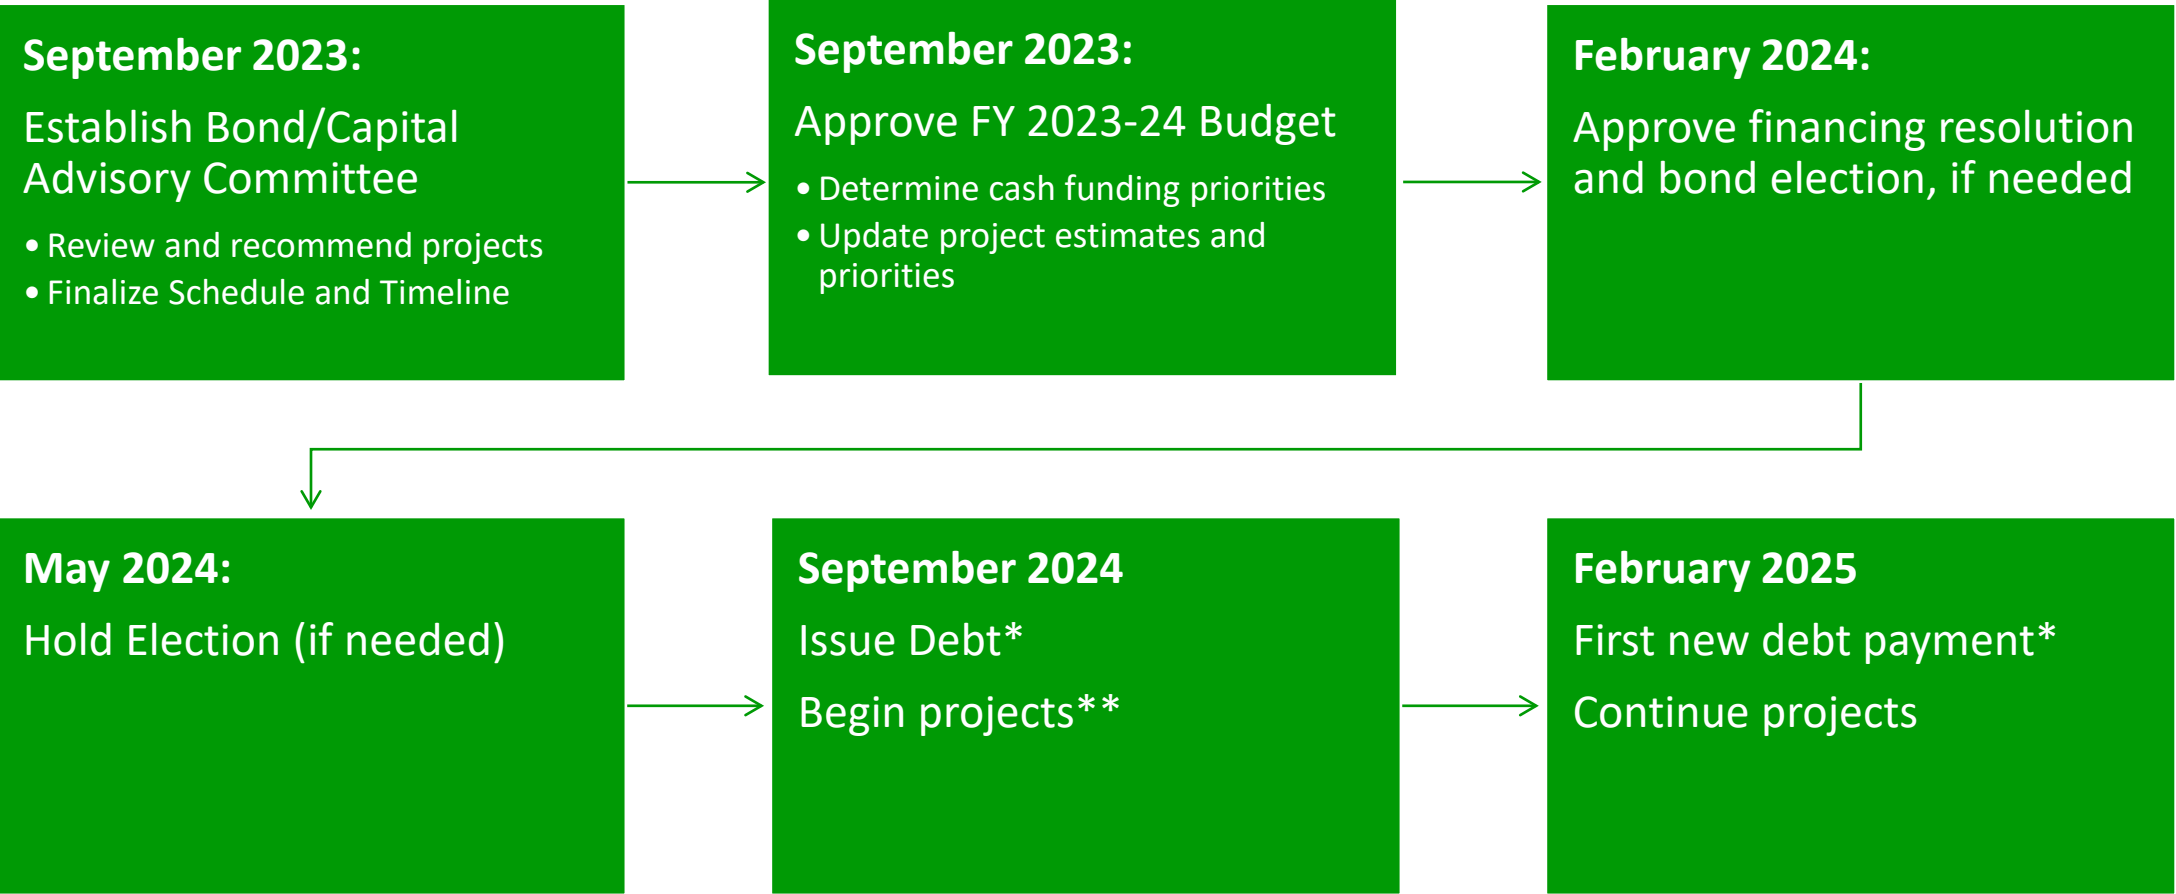 September 2023:
Establish Bond/Capital
Advisory Committee
• Review and recommend projects
• Finalize Schedule and Timeline
September 2023:
Approve FY 2023-24 Budget
• Determine cash funding priorities
• Update project estimates and
priorities
February 2024:
Approve financing resolution
and bond election, if needed
May 2024:
Hold Election (if needed)
September 2024
Issue Debt*
Begin projects**
February 2025
First new debt payment*
Continue projects